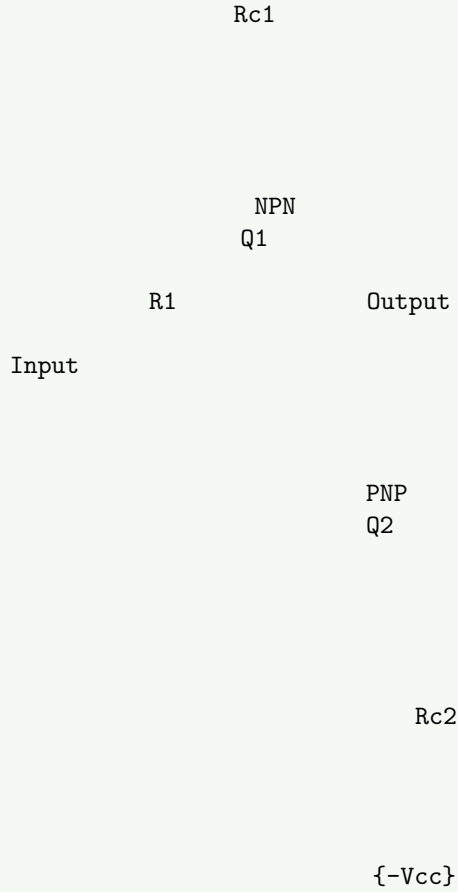 Rc1
NPN
Q1
R1 Output
Input
PNP
Q2
Rc2
{-Vcc}